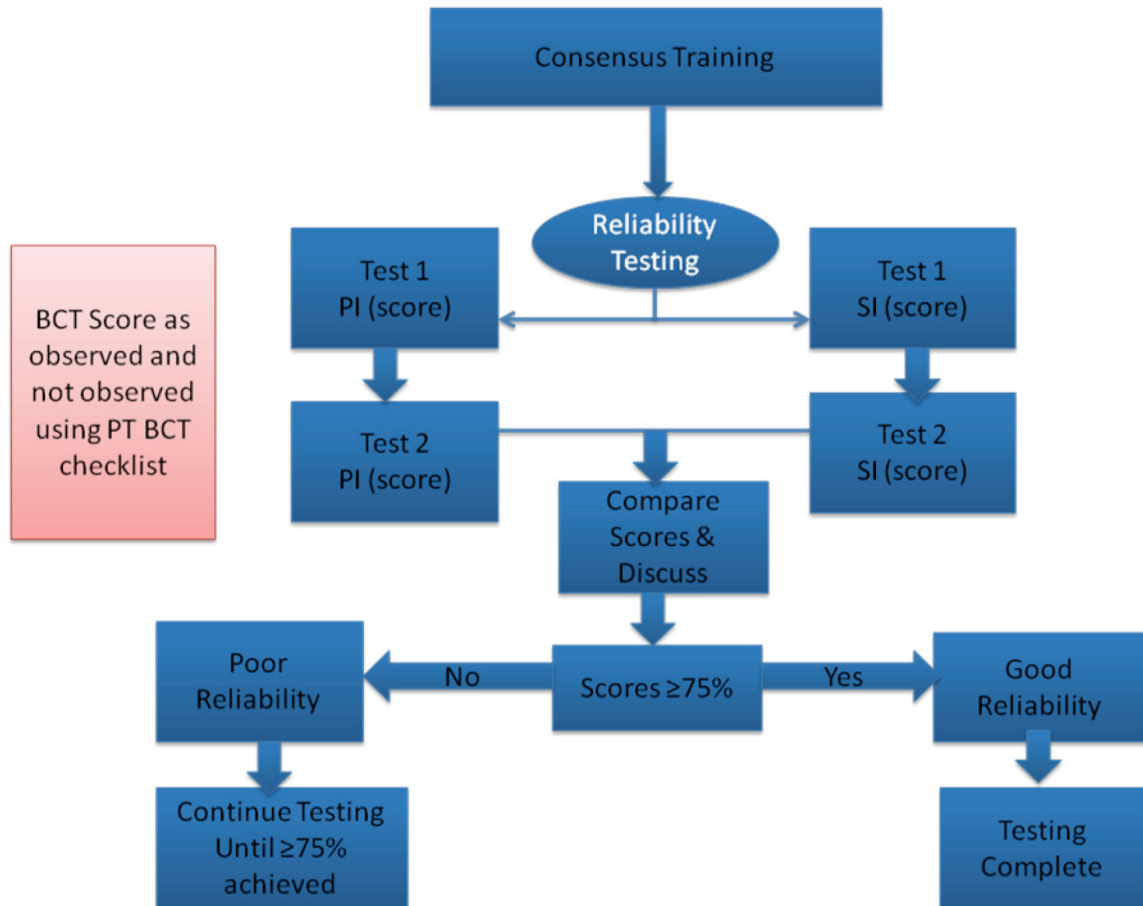 Consensus Training
Reliability
Testing
Test 1
PI (score)
Test 1
SI (score)
BCT Score as
observed and
not observed
using PT BCT
checklist
Test 2
PI (score)
Test 2
SI (score)
Compare
Scores &
Discuss
Poor
Reliability
No
Scores ≥75%
Yes
Good
Reliability
Continue Testing
Until ≥75%
achieved
Testing
Complete